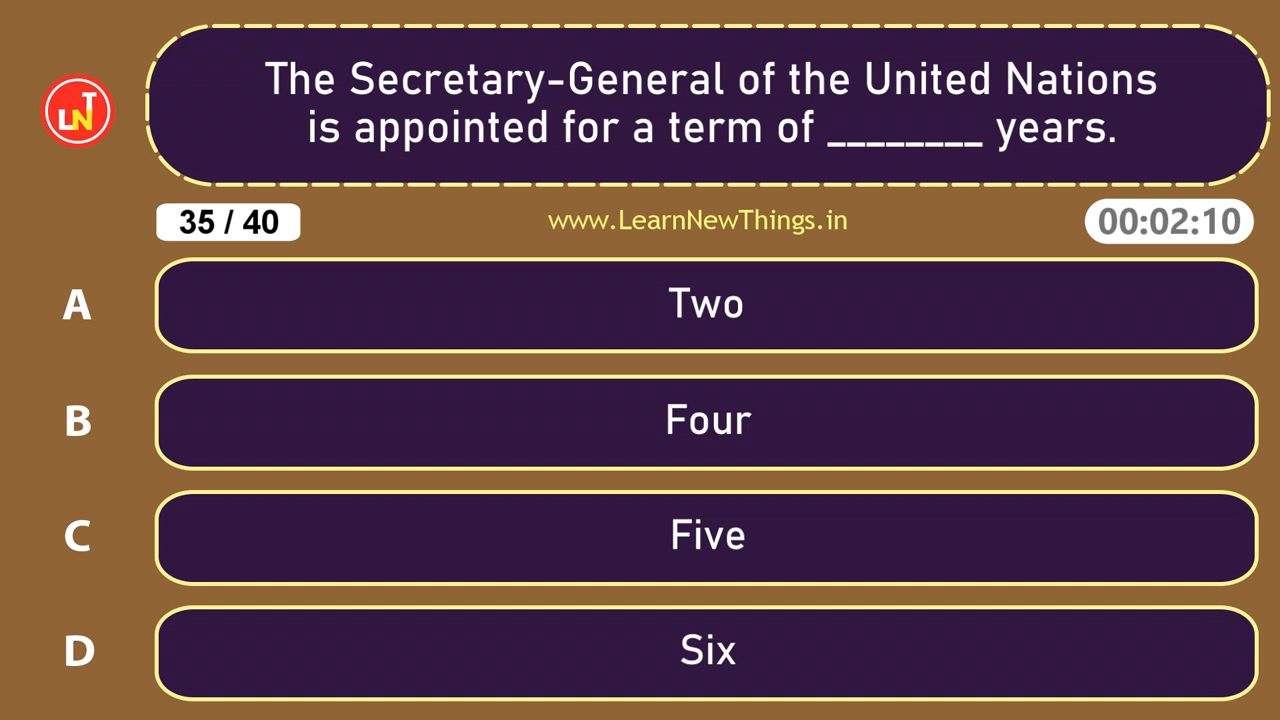 The Secretary-General of the United Nations
is appointed for a term of ________ years.
LNT
35 / 40
www.LearnNewThings.in
00:02:10
A
Two
B
Four
C
Five
D
Six